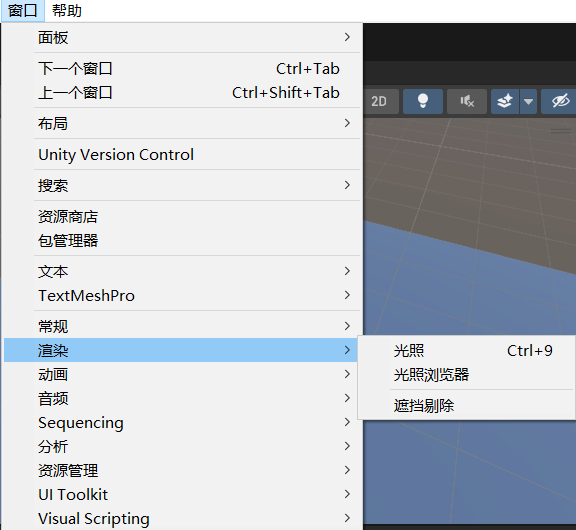 窗口 帮助
面板
下一个窗口 Ctrl+Tab
上一个窗口 Ctrl+Shift+Tab
布局
Unity Version Control
搜索
资源商店
包管理器
文本
TextMeshPro
常规
渲染
动画
音频
Sequencing
分析
资源管理
UI Toolkit
Visual Scripting
2D
光照 Ctrl+9
光照浏览器
遮挡剔除